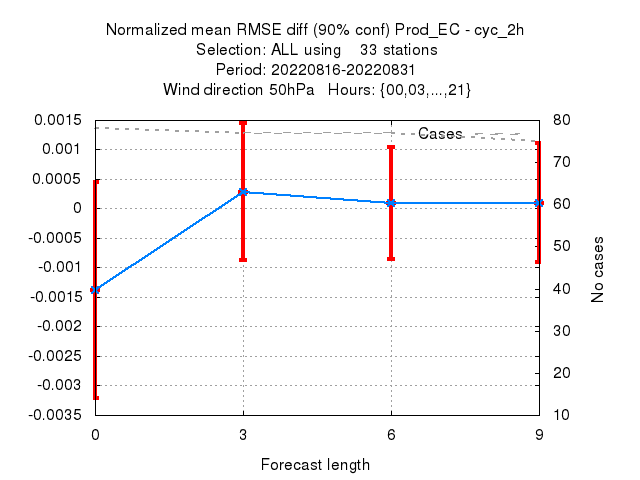 Normalized mean RMSE diff (90% conf) Prod_EC - cyc_2h
Selection: ALL using    33 stations
Period: 20220816-20220831
Wind direction 50hPa   Hours: {00,03,...,21}
0.0015
0.001
0.0005
0
-0.0005
-0.001
-0.0015
-0.002
-0.0025
-0.003
-0.0035
Cases
80
70
60
50
40
30
20
10
No cases
0 3 6 9
Forecast length